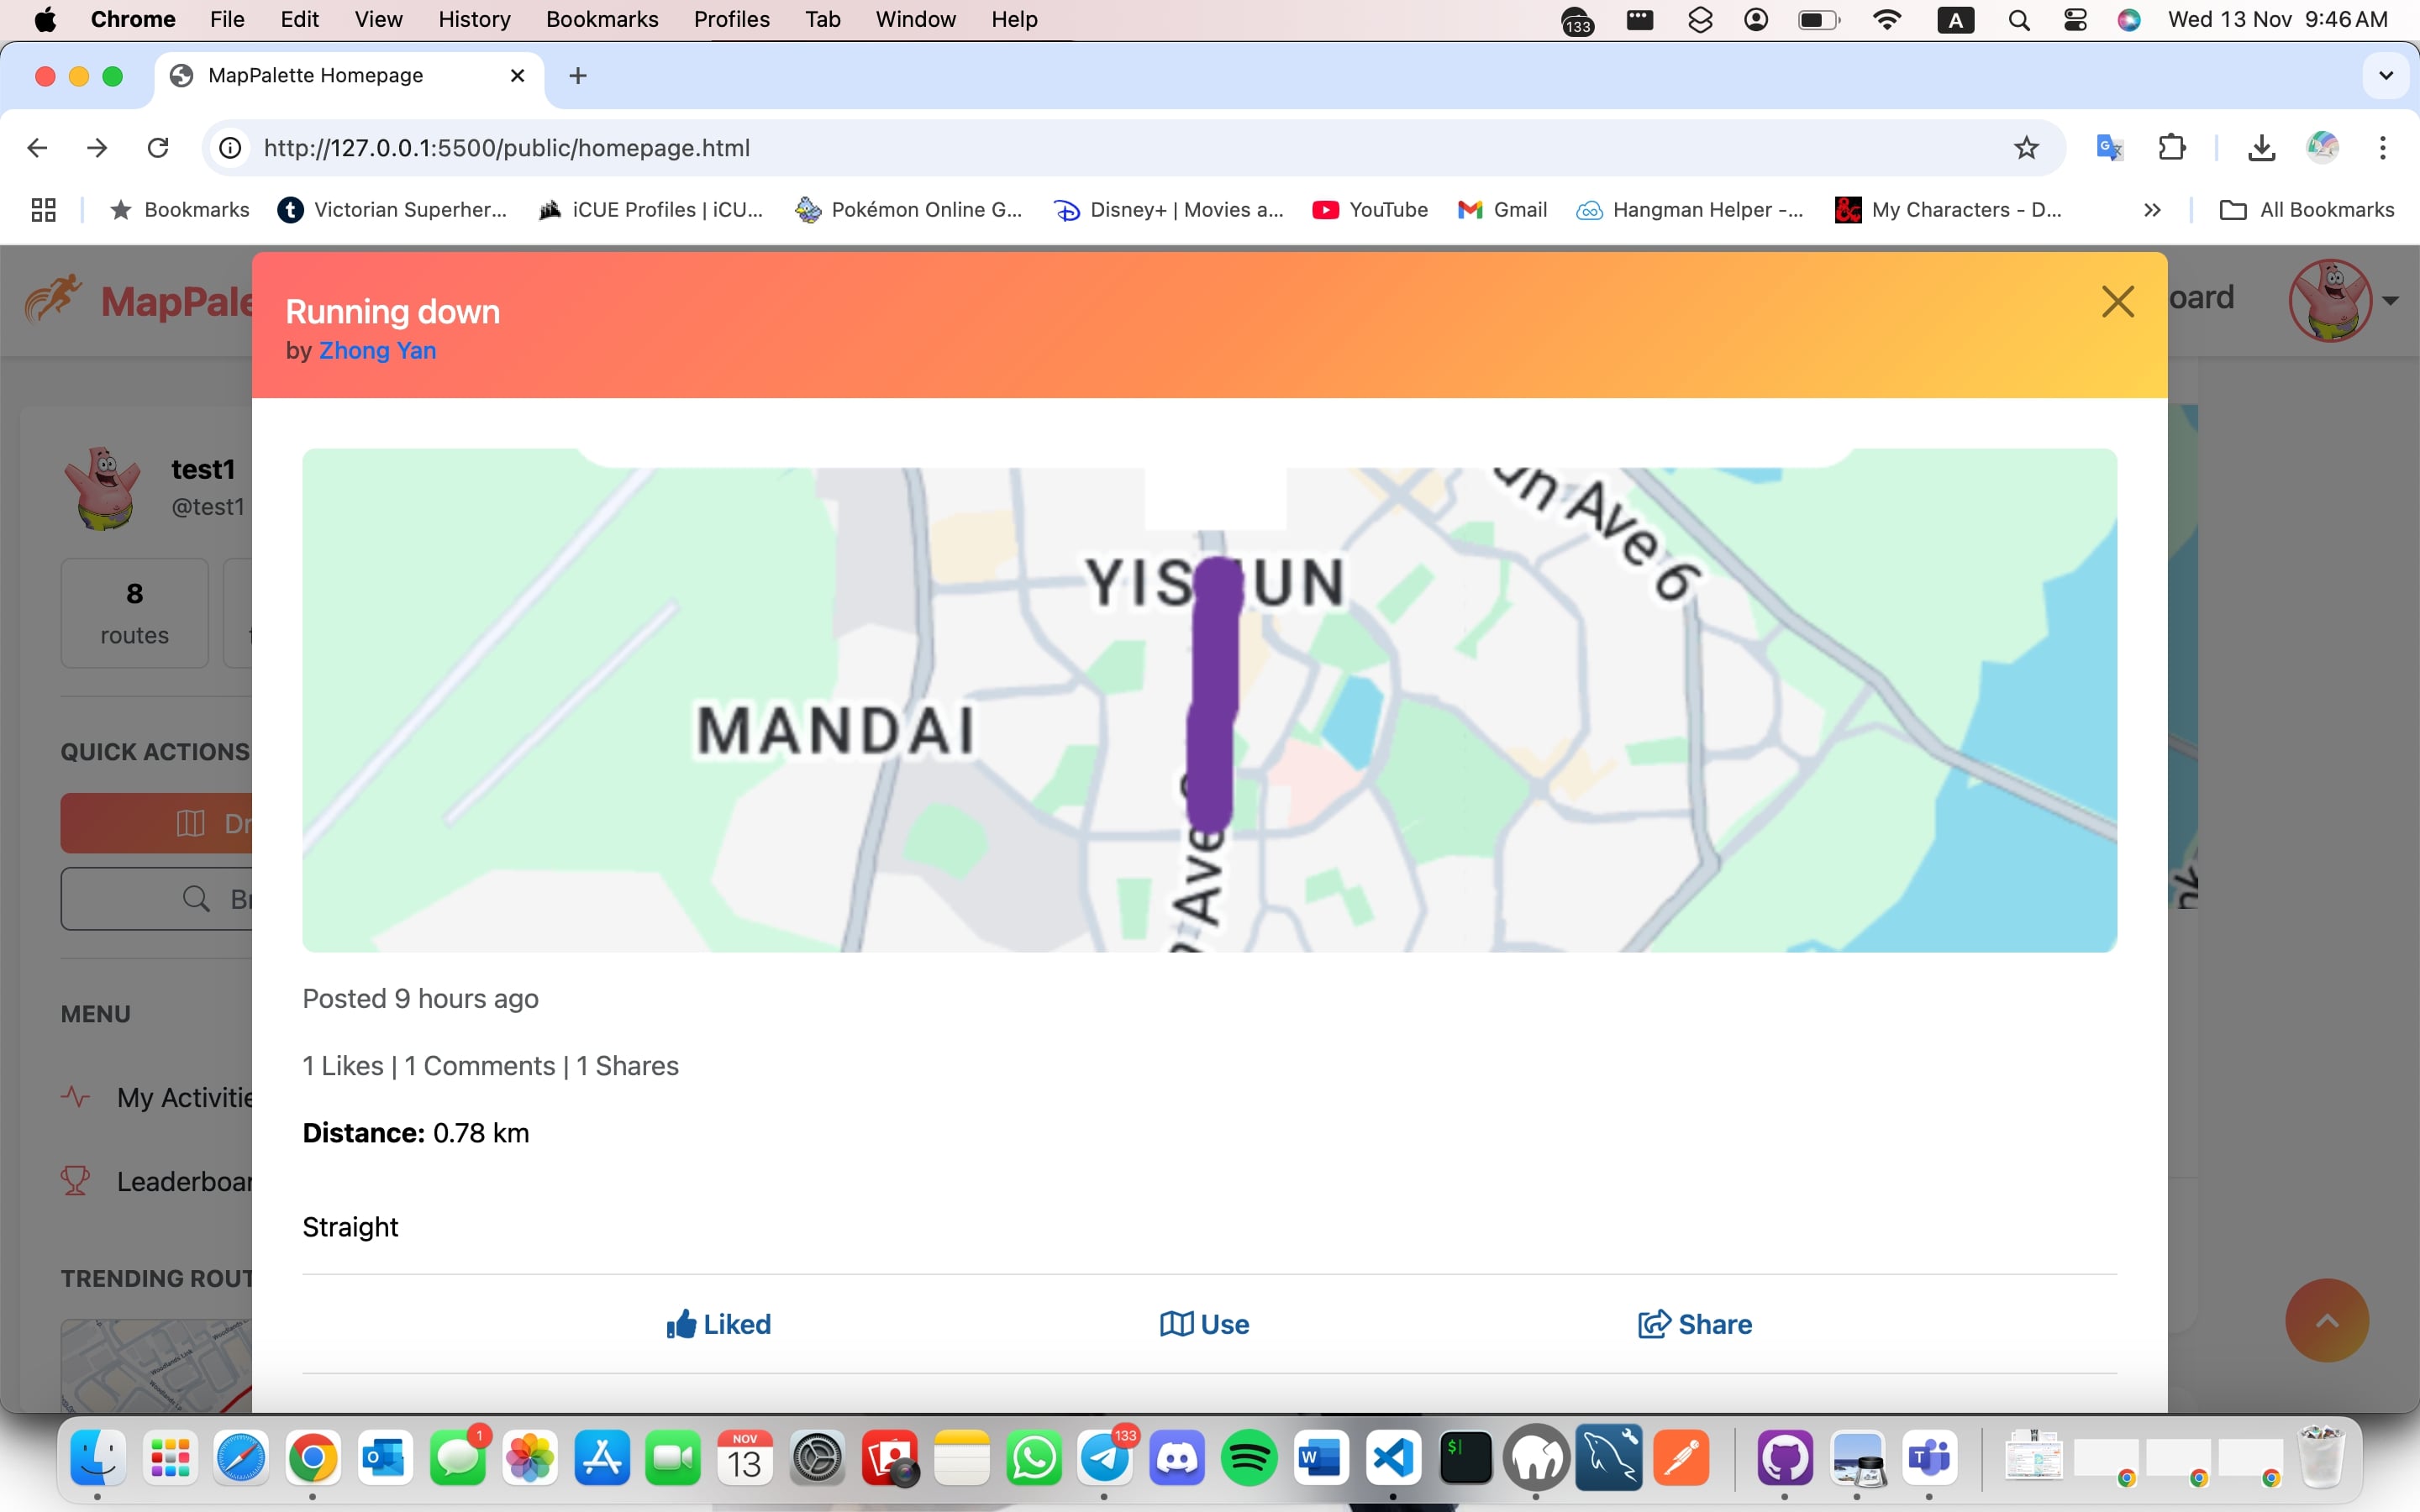 Chrome File Edit View History Bookmarks Profiles Tab Window Help 133 A Wed 13 Nov 9:46 AM
MapPalette Homepage
http://127.0.0.1:5500/public/homepage.html
Bookmarks Victorian Superher... iCUE Profiles | iCU... Pokémon Online G... Disney+ | Movies a... YouTube Gmail Hangman Helper -... My Characters - D... All Bookmarks
MapPale
oard
Running down
by Zhong Yan
test1
@test1
8
routes
QUICK ACTIONS
Dr
Br
MENU
My Activitie
Leaderboar
TRENDING ROUT
Woodlands Link
un Ave 6
YIS UN
MANDAI
Ave
Posted 9 hours ago
1 Likes | 1 Comments | 1 Shares
Distance: 0.78 km
Straight
Liked Use Share
1
NOV
13
133
W
$